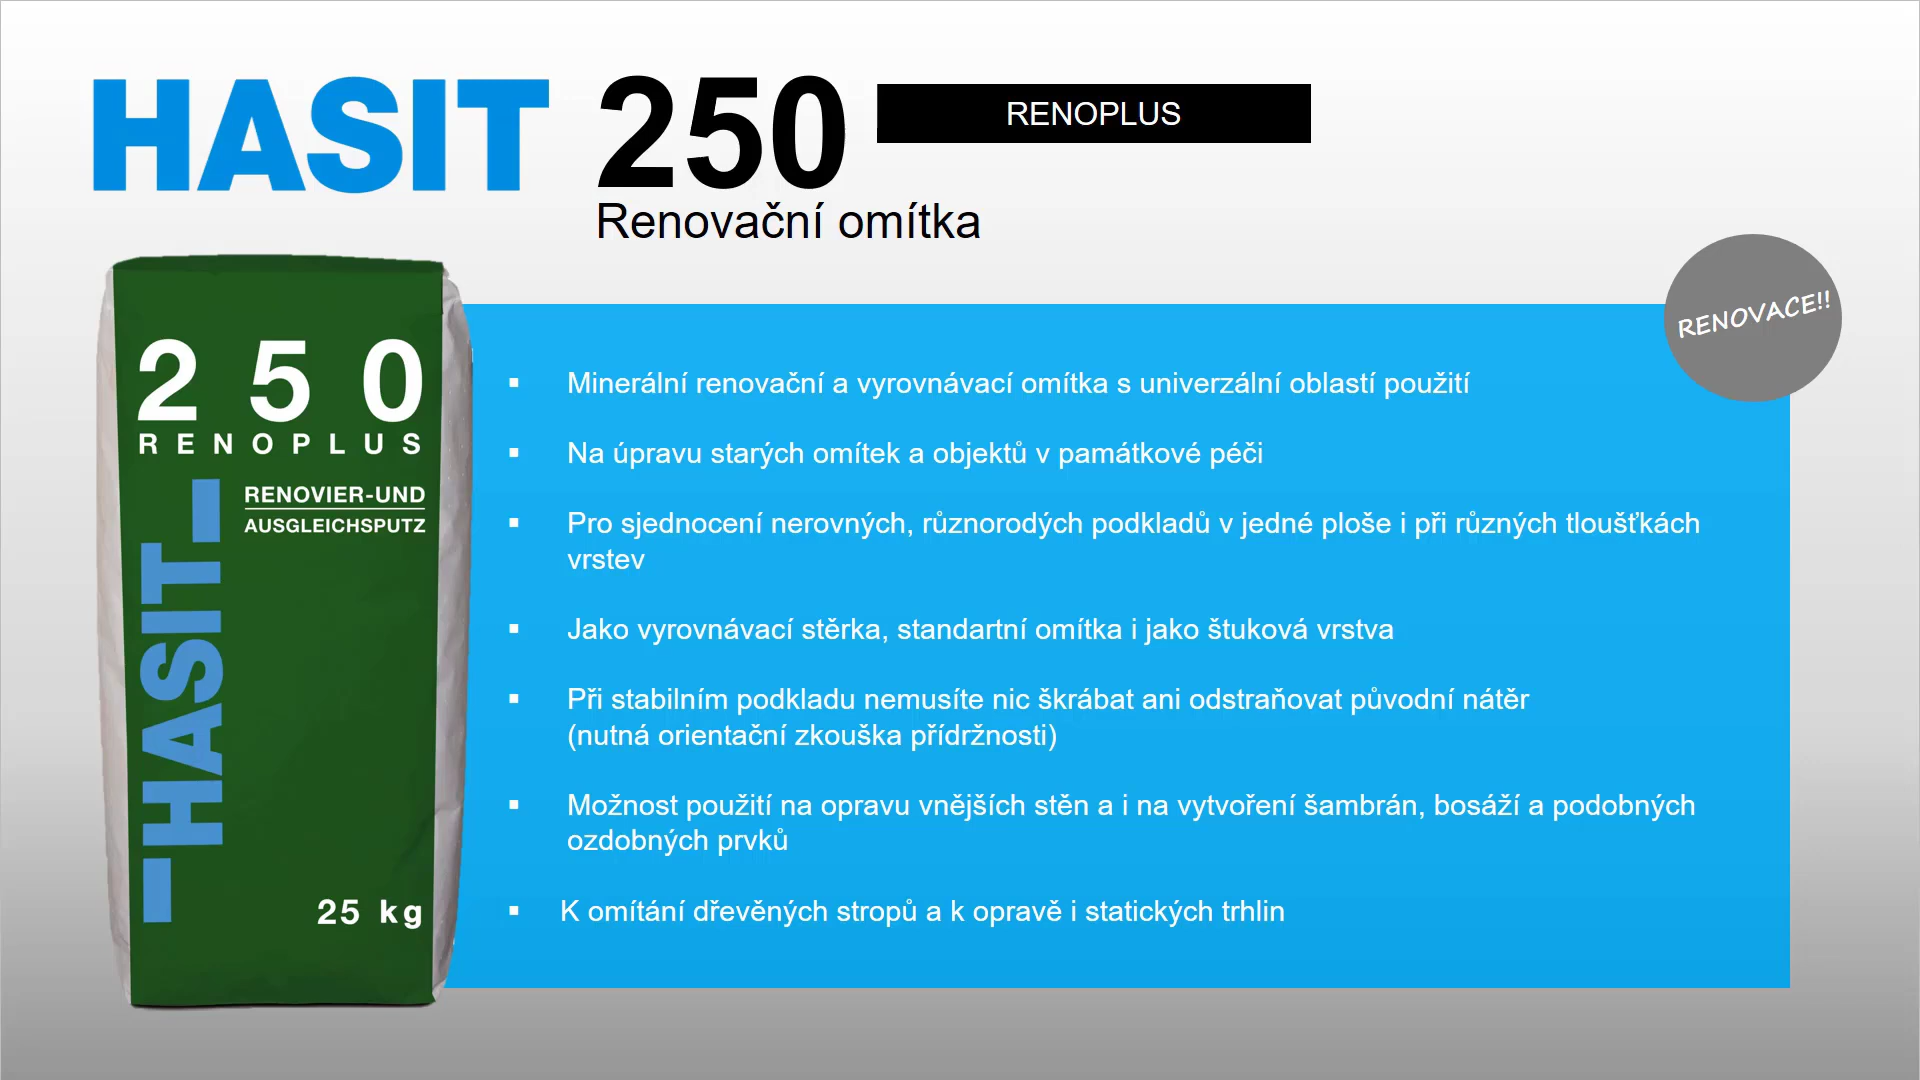 HASIT 250 RENOPLUS
Renovační omítka
RENOVACE!!
2 5 0
RENOPLUS
RENOVIER-UND
AUSGLEICHSPUTZ
HASIT
25 kg
▪ Minerální renovační a vyrovnávací omítka s univerzální oblastí použití
▪ Na úpravu starých omítek a objektů v památkové péči
▪ Pro sjednocení nerovných, různorodých podkladů v jedné ploše i při různých tloušťkách
vrstev
▪ Jako vyrovnávací stěrka, standartní omítka i jako štuková vrstva
▪ Při stabilním podkladu nemusíte nic škrábat ani odstraňovat původní nátěr
(nutná orientační zkouška přídržnosti)
▪ Možnost použití na opravu vnějších stěn a i na vytvoření šambrán, bosáží a podobných
ozdobných prvků
▪ K omítání dřevěných stropů a k opravě i statických trhlin